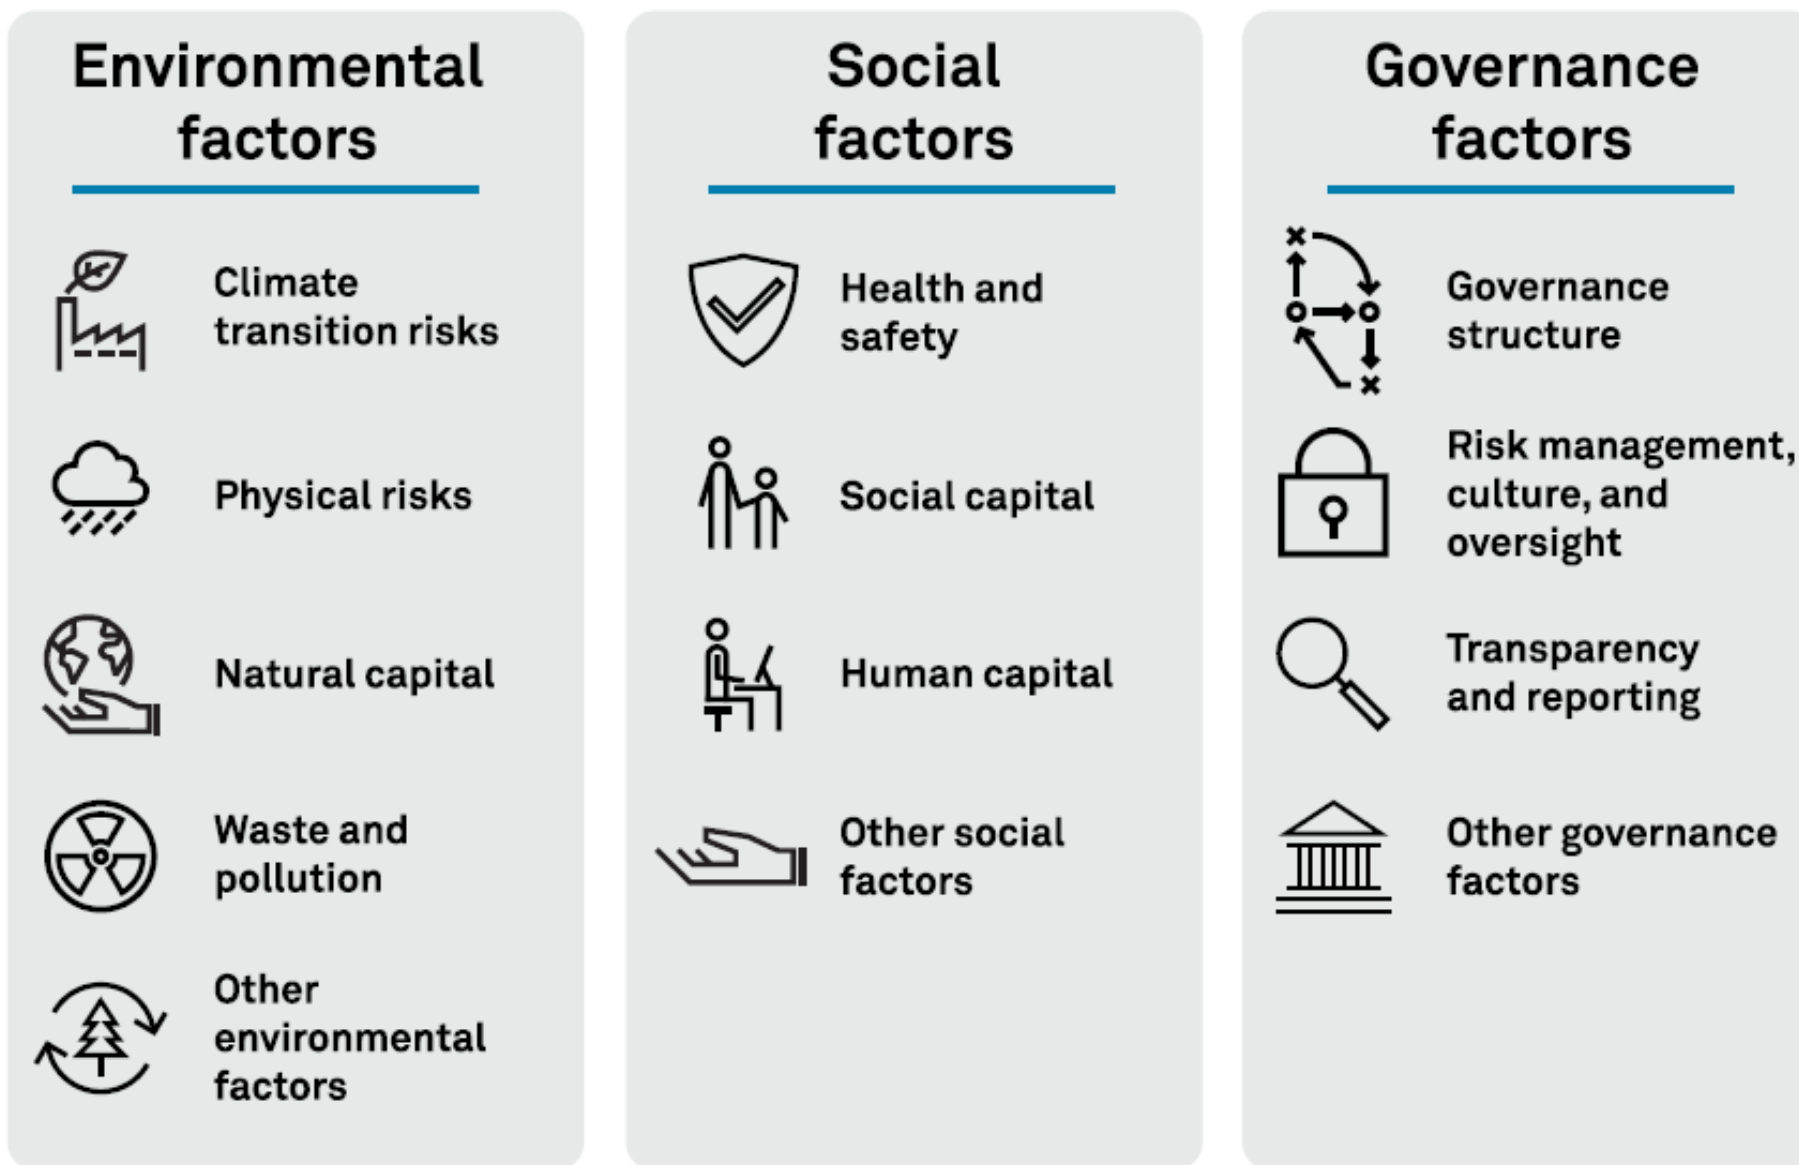 Environmental
factors
Climate
transition risks
Physical risks
Natural capital
Waste and
pollution
Other
environmental
factors
Social
factors
Health and
safety
Social capital
Human capital
Other social
factors
Governance
factors
Governance
structure
Risk management,
culture, and
oversight
Transparency
and reporting
Other governance
factors